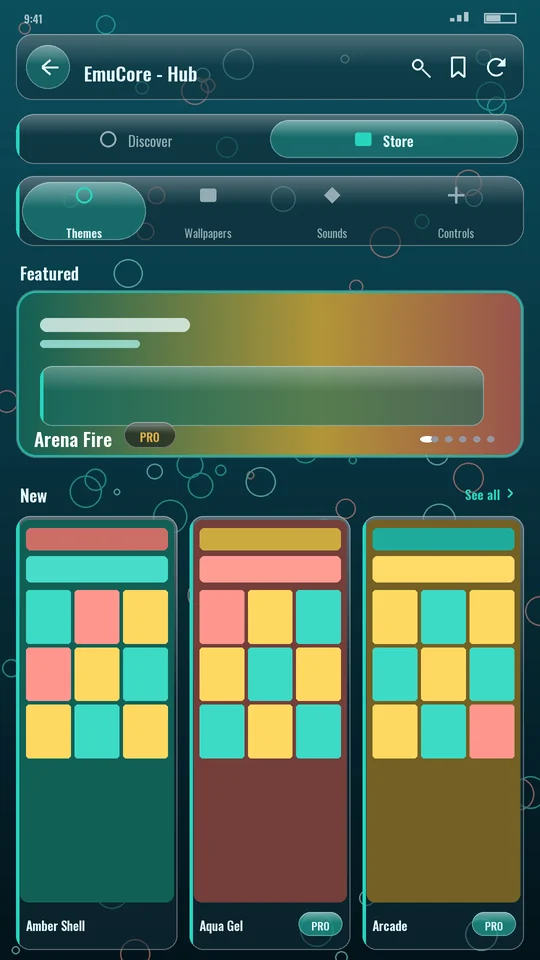 9:41
EmuCore - Hub
Discover
Store
Themes
Wallpapers
Sounds
Controls
Featured
Arena Fire
PRO
New
See all
Amber Shell
Aqua Gel
PRO
Arcade
PRO